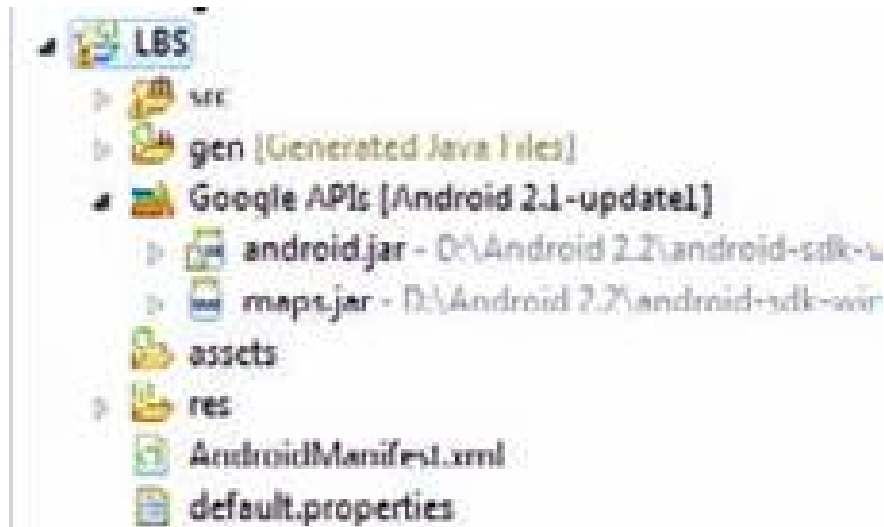 LBS
src
gen [Generated Java Files]
Google APIs [Android 2.1-update1]
android.jar - D:\Android 2.2\android-sdk-w
maps.jar - D:\Android 2.2\android-sdk-win
assets
res
AndroidManifest.xml
default.properties